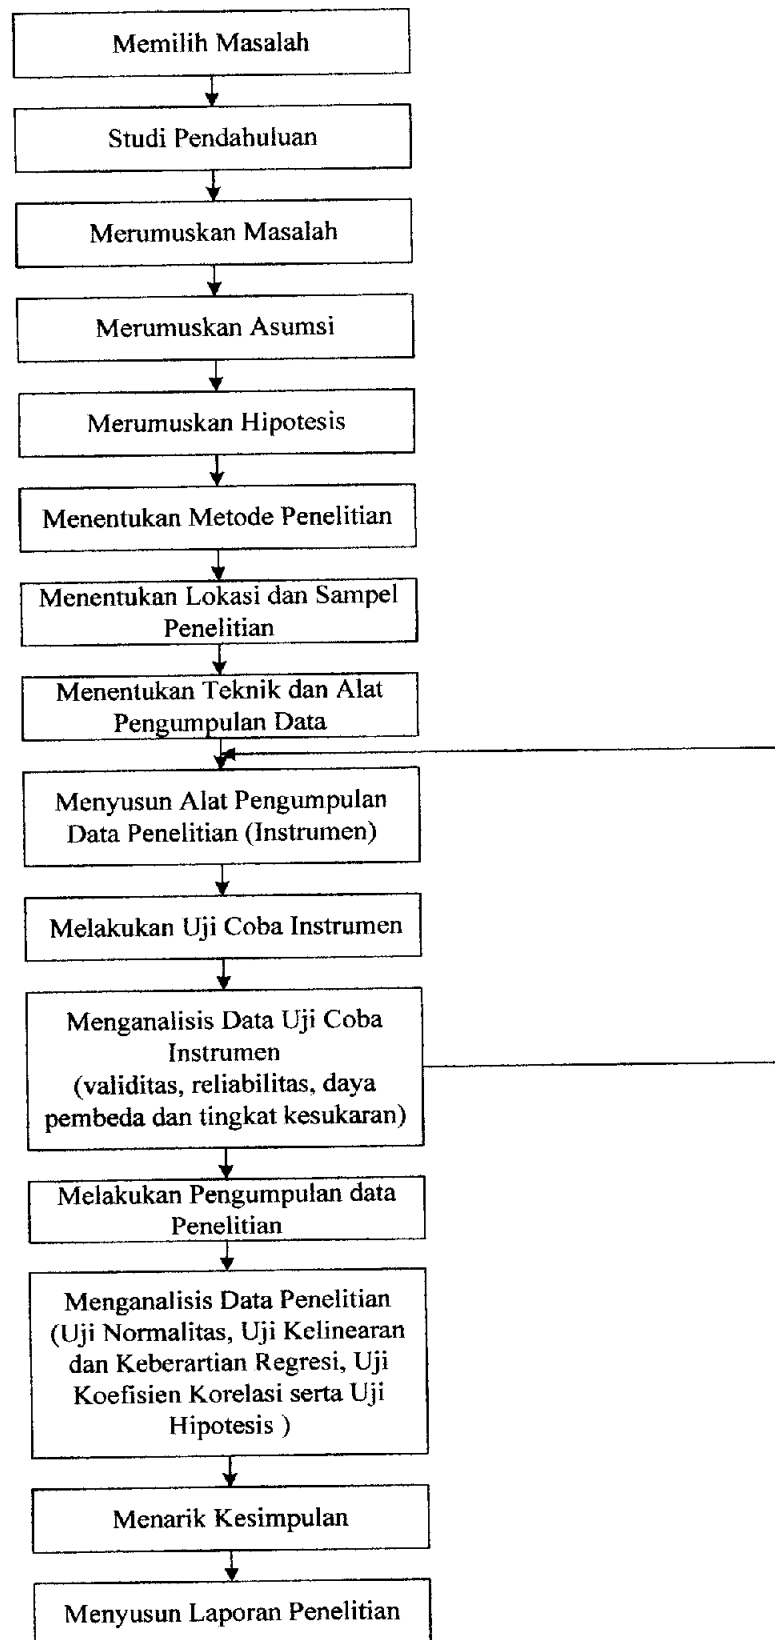 Memilih Masalah
Studi Pendahuluan
Merumuskan Masalah
Merumuskan Asumsi
Merumuskan Hipotesis
Menentukan Metode Penelitian
Menentukan Lokasi dan Sampel
Penelitian
Menentukan Teknik dan Alat
Pengumpulan Data
Menyusun Alat Pengumpulan
Data Penelitian (Instrumen)
Melakukan Uji Coba Instrumen
Menganalisis Data Uji Coba
Instrumen
(validitas, reliabilitas, daya
pembeda dan tingkat kesukaran)
Melakukan Pengumpulan data
Penelitian
Menganalisis Data Penelitian
(Uji Normalitas, Uji Kelinearan
dan Keberartian Regresi, Uji
Koefisien Korelasi serta Uji
Hipotesis )
Menarik Kesimpulan
Menyusun Laporan Penelitian